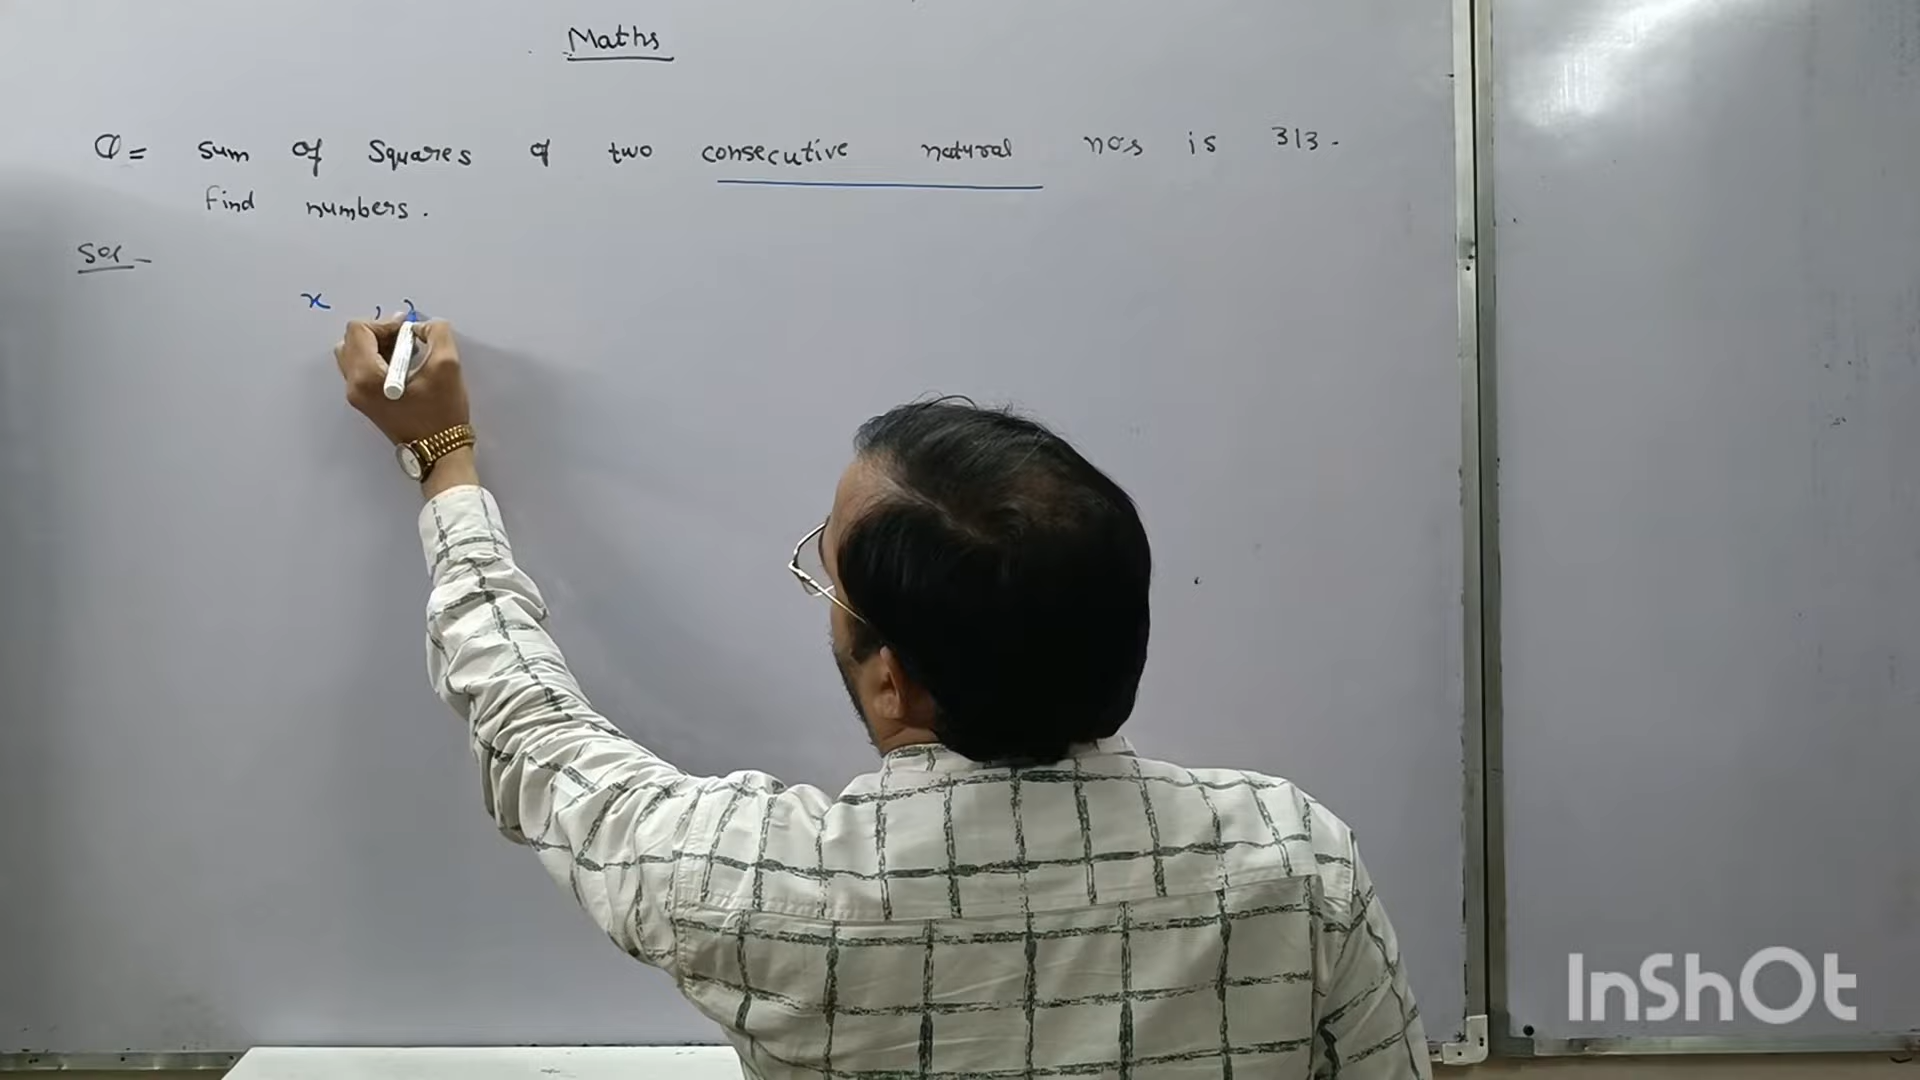 Maths
Q= sum of squares of two consecutive natural nos is 313.
find numbers.
Sol -
x ,
InShOt